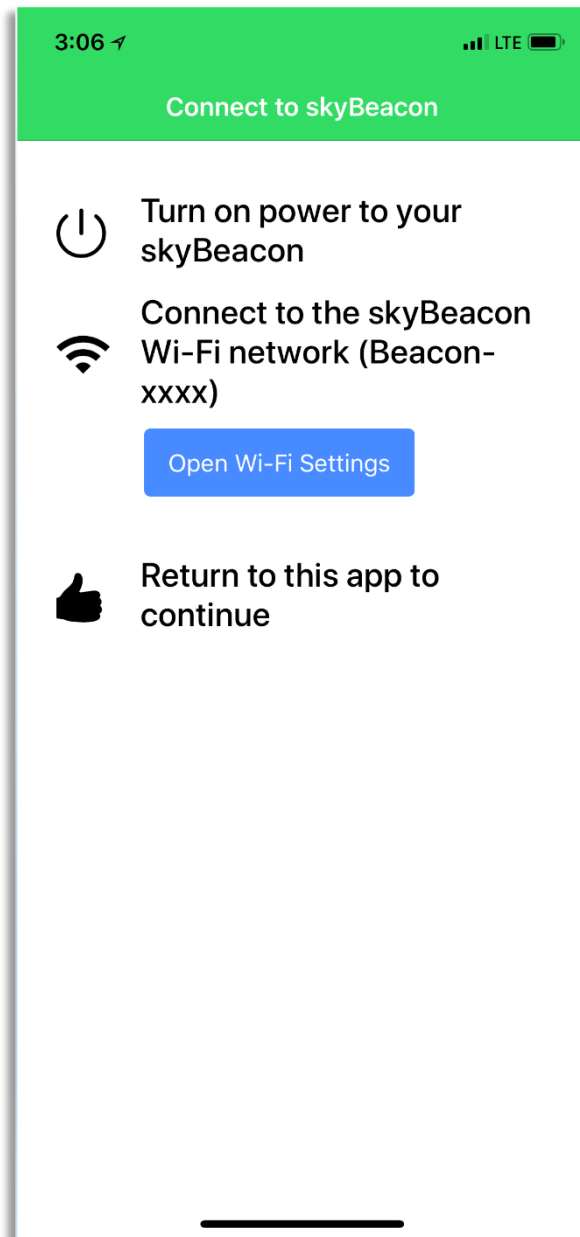 3:06
LTE
Connect to skyBeacon
Turn on power to your
skyBeacon
Connect to the skyBeacon
Wi-Fi network (Beacon-
xxxx)
Open Wi-Fi Settings
Return to this app to
continue